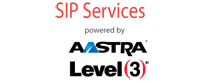 SIP Services
powered by
AASTRA
Level(3)®